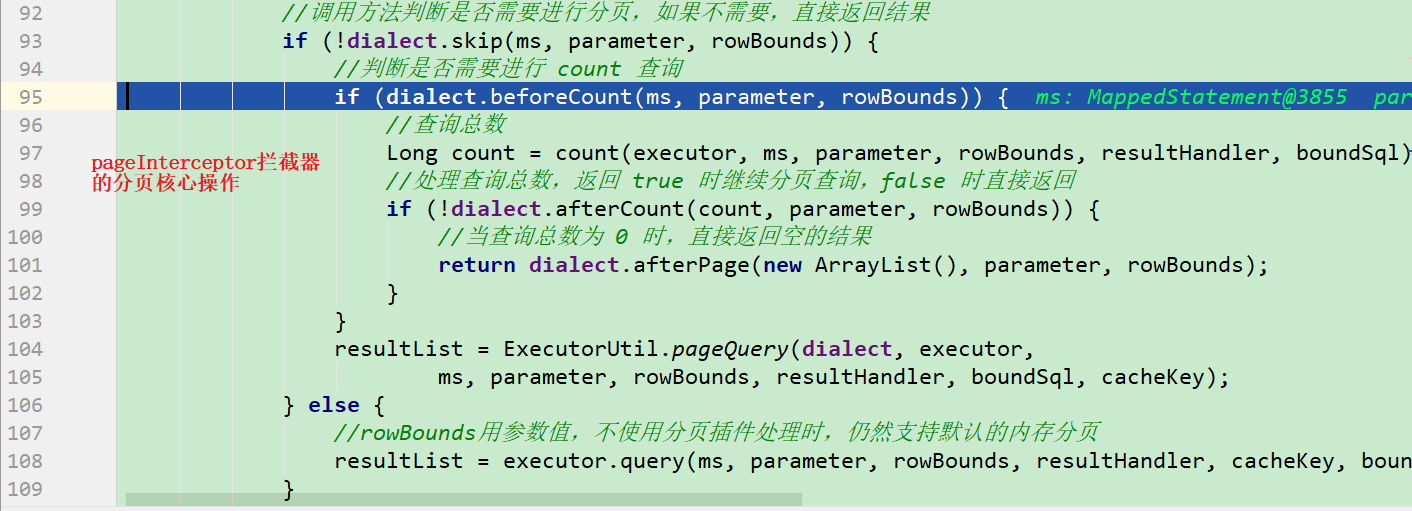 92 //调用方法判断是否需要进行分页，如果不需要，直接返回结果
93 if (!dialect.skip(ms, parameter, rowBounds)) {
94 //判断是否需要进行 count 查询
95 if (dialect.beforeCount(ms, parameter, rowBounds)) { ms: MappedStatement@3855 par
96 //查询总数
97 Long count = count(executor, ms, parameter, rowBounds, resultHandler, boundSql)
pageInterceptor拦截器
的分页核心操作
98 //处理查询总数，返回 true 时继续分页查询，false 时直接返回
99 if (!dialect.afterCount(count, parameter, rowBounds)) {
100 //当查询总数为 0 时，直接返回空的结果
101 return dialect.afterPage(new ArrayList(), parameter, rowBounds);
102 }
103 }
104 resultList = ExecutorUtil.pageQuery(dialect, executor,
105 ms, parameter, rowBounds, resultHandler, boundSql, cacheKey);
106 } else {
107 //rowBounds用参数值，不使用分页插件处理时，仍然支持默认的内存分页
108 resultList = executor.query(ms, parameter, rowBounds, resultHandler, cacheKey, boun
109 }